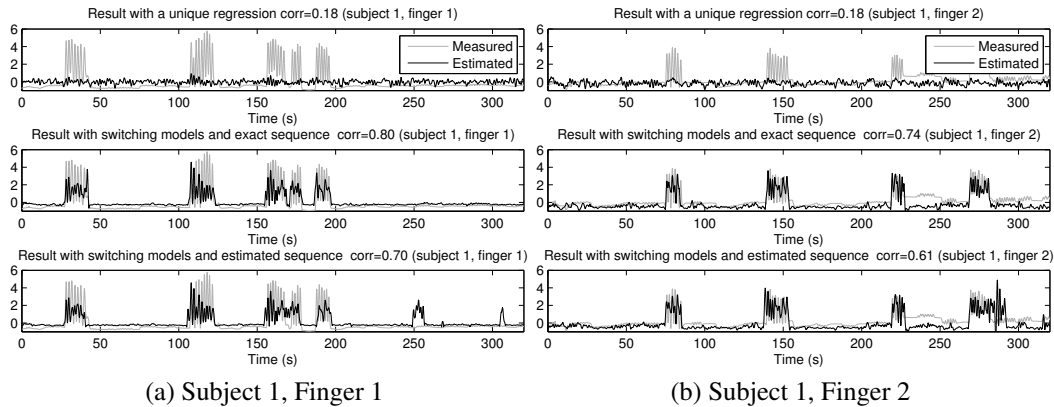 Result with a unique regression corr=0.18 (subject 1, finger 1)
6
4
2
0
Measured
Estimated
0 50 100 150 200 250 300
Time (s)
Result with switching models and exact sequence corr=0.80 (subject 1, finger 1)
6
4
2
0
0 50 100 150 200 250 300
Time (s)
Result with switching models and estimated sequence corr=0.70 (subject 1, finger 1)
6
4
2
0
0 50 100 150 200 250 300
Time (s)
(a) Subject 1, Finger 1
Result with a unique regression corr=0.18 (subject 1, finger 2)
6
4
2
0
Measured
Estimated
0 50 100 150 200 250 300
Time (s)
Result with switching models and exact sequence corr=0.74 (subject 1, finger 2)
6
4
2
0
0 50 100 150 200 250 300
Time (s)
Result with switching models and estimated sequence corr=0.61 (subject 1, finger 2)
6
4
2
0
0 50 100 150 200 250 300
Time (s)
(b) Subject 1, Finger 2